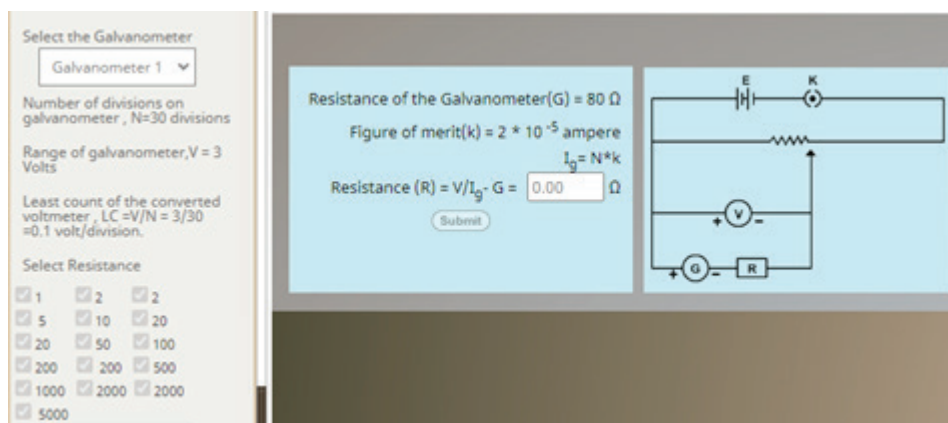 Select the Galvanometer
Galvanometer 1
Number of divisions on
galvanometer , N=30 divisions
Range of galvanometer,V = 3
Volts
Least count of the converted
voltmeter , LC =V/N = 3/30
=0.1 volt/division.
Select Resistance
1 2 2
5 10 20
20 50 100
200 200 500
1000 2000 2000
5000
Resistance of the Galvanometer(G) = 80 Ω
Figure of merit(k) = 2 * 10⁻⁵ ampere
I_g= N*k
Resistance (R) = V/I_g- G = 0.00 Ω
Submit
E K
+ V -
+ G - R